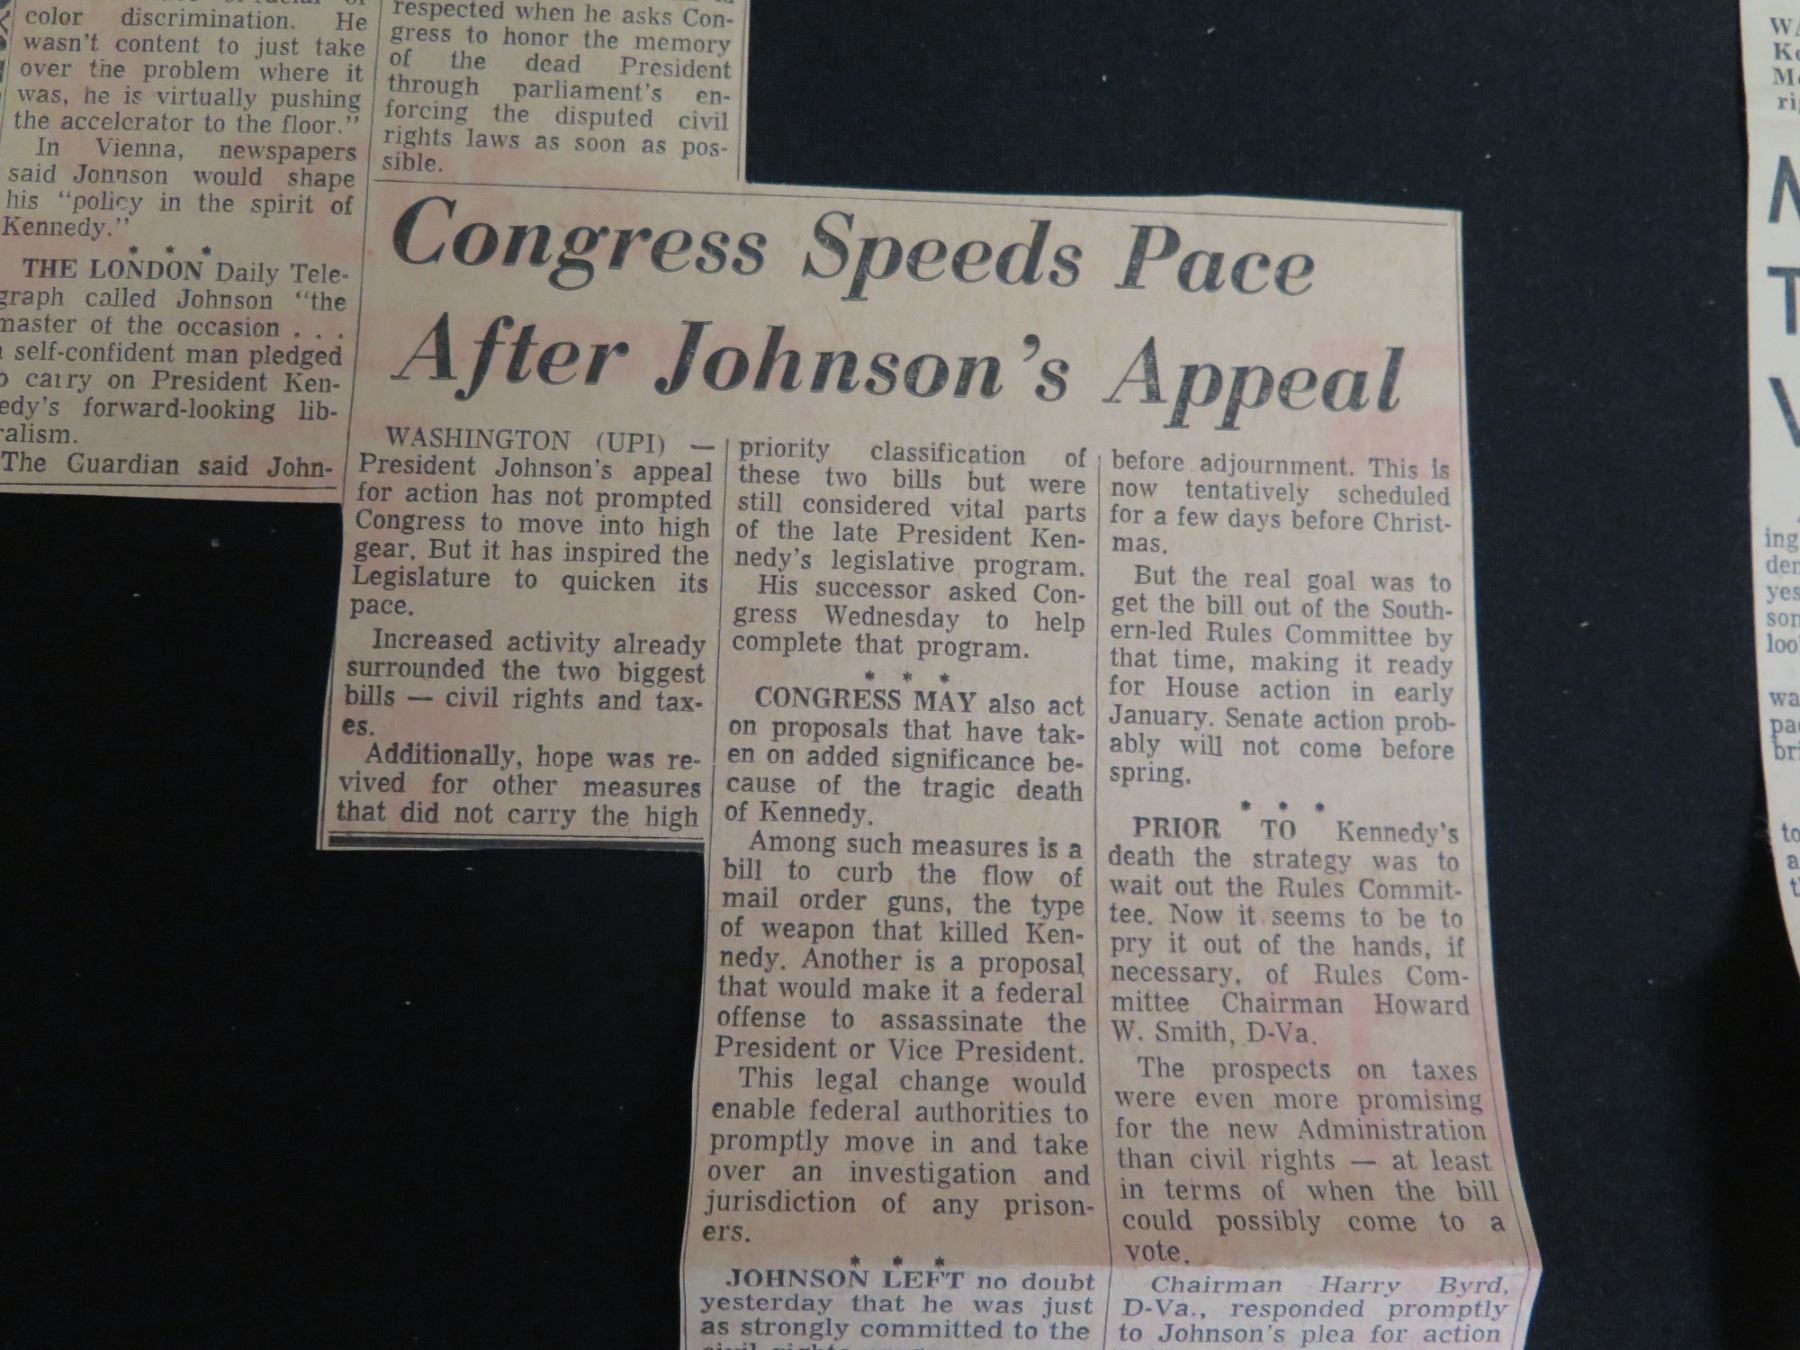 color discrimination. He
wasn't content to just take
over the problem where it
was, he is virtually pushing
the accelerator to the floor."
In Vienna, newspapers
said Johnson would shape
his "policy in the spirit of
Kennedy."
* * *
THE LONDON Daily Tele-
graph called Johnson "the
master of the occasion . . .
self-confident man pledged
carry on President Ken-
edy's forward-looking lib-
ralism.
The Guardian said John-
respected when he asks Con-
gress to honor the memory
of the dead President
through parliament's en-
forcing the disputed civil
rights laws as soon as pos-
sible.
Congress Speeds Pace
After Johnson's Appeal
WASHINGTON (UPI) —
President Johnson's appeal
for action has not prompted
Congress to move into high
gear. But it has inspired the
Legislature to quicken its
pace.
Increased activity already
surrounded the two biggest
bills — civil rights and tax-
es.
Additionally, hope was re-
vived for other measures
that did not carry the high
priority classification of
these two bills but were
still considered vital parts
of the late President Ken-
nedy's legislative program.
His successor asked Con-
gress Wednesday to help
complete that program.
* * *
CONGRESS MAY also act
on proposals that have tak-
en on added significance be-
cause of the tragic death
of Kennedy.
Among such measures is a
bill to curb the flow of
mail order guns, the type
of weapon that killed Ken-
nedy. Another is a proposal
that would make it a federal
offense to assassinate the
President or Vice President.
This legal change would
enable federal authorities to
promptly move in and take
over an investigation and
jurisdiction of any prison-
ers.
* * *
JOHNSON LEFT no doubt
yesterday that he was just
as strongly committed to the
civil rights
before adjournment. This is
now tentatively scheduled
for a few days before Christ-
mas.
But the real goal was to
get the bill out of the South-
ern-led Rules Committee by
that time, making it ready
for House action in early
January. Senate action prob-
ably will not come before
spring.
* * *
PRIOR TO Kennedy's
death the strategy was to
wait out the Rules Commit-
tee. Now it seems to be to
pry it out of the hands, if
necessary, of Rules Com-
mittee Chairman Howard
W. Smith, D-Va.
The prospects on taxes
were even more promising
for the new Administration
than civil rights — at least
in terms of when the bill
could possibly come to a
vote.
Chairman Harry Byrd,
D-Va., responded promptly
to Johnson's plea for action